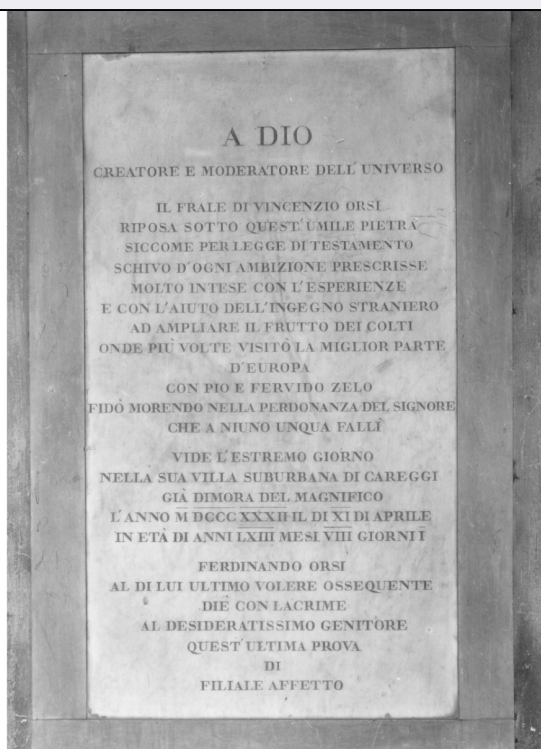 A DIO
CREATORE E MODERATORE DELL' UNIVERSO
IL FRALE DI VINCENZIO ORSI
RIPOSA SOTTO QUEST' UMILE PIETRA
SICCOME PER LEGGE DI TESTAMENTO
SCHIVO D'OGNI AMBIZIONE PRESCRISSE
MOLTO INTESE CON L'ESPERIENZE
E CON L'AIUTO DELL'INGEGNO STRANIERO
AD AMPLIARE IL FRUTTO DEI COLTI
ONDE PIÙ VOLTE VISITÒ LA MIGLIOR PARTE
D'EUROPA
CON PIO E FERVIDO ZELO
FIDÒ MORENDO NELLA PERDONANZA DEL SIGNORE
CHE A NIUNO UNQUA FALLÌ
VIDE L'ESTREMO GIORNO
NELLA SUA VILLA SUBURBANA DI CAREGGI
GIÀ DIMORA DEL MAGNIFICO
L'ANNO M DCCC XXXII IL DI XI DI APRILE
IN ETÀ DI ANNI LXIII MESI VIII GIORNI I
FERDINANDO ORSI
AL DI LUI ULTIMO VOLERE OSSEQUENTE
DIÈ CON LACRIME
AL DESIDERATISSIMO GENITORE
QUEST' ULTIMA PROVA
DI
FILIALE AFFETTO